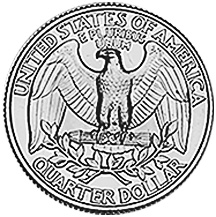 UNITED STATES OF AMERICA
E PLURIBUS
UNUM
QUARTER DOLLAR